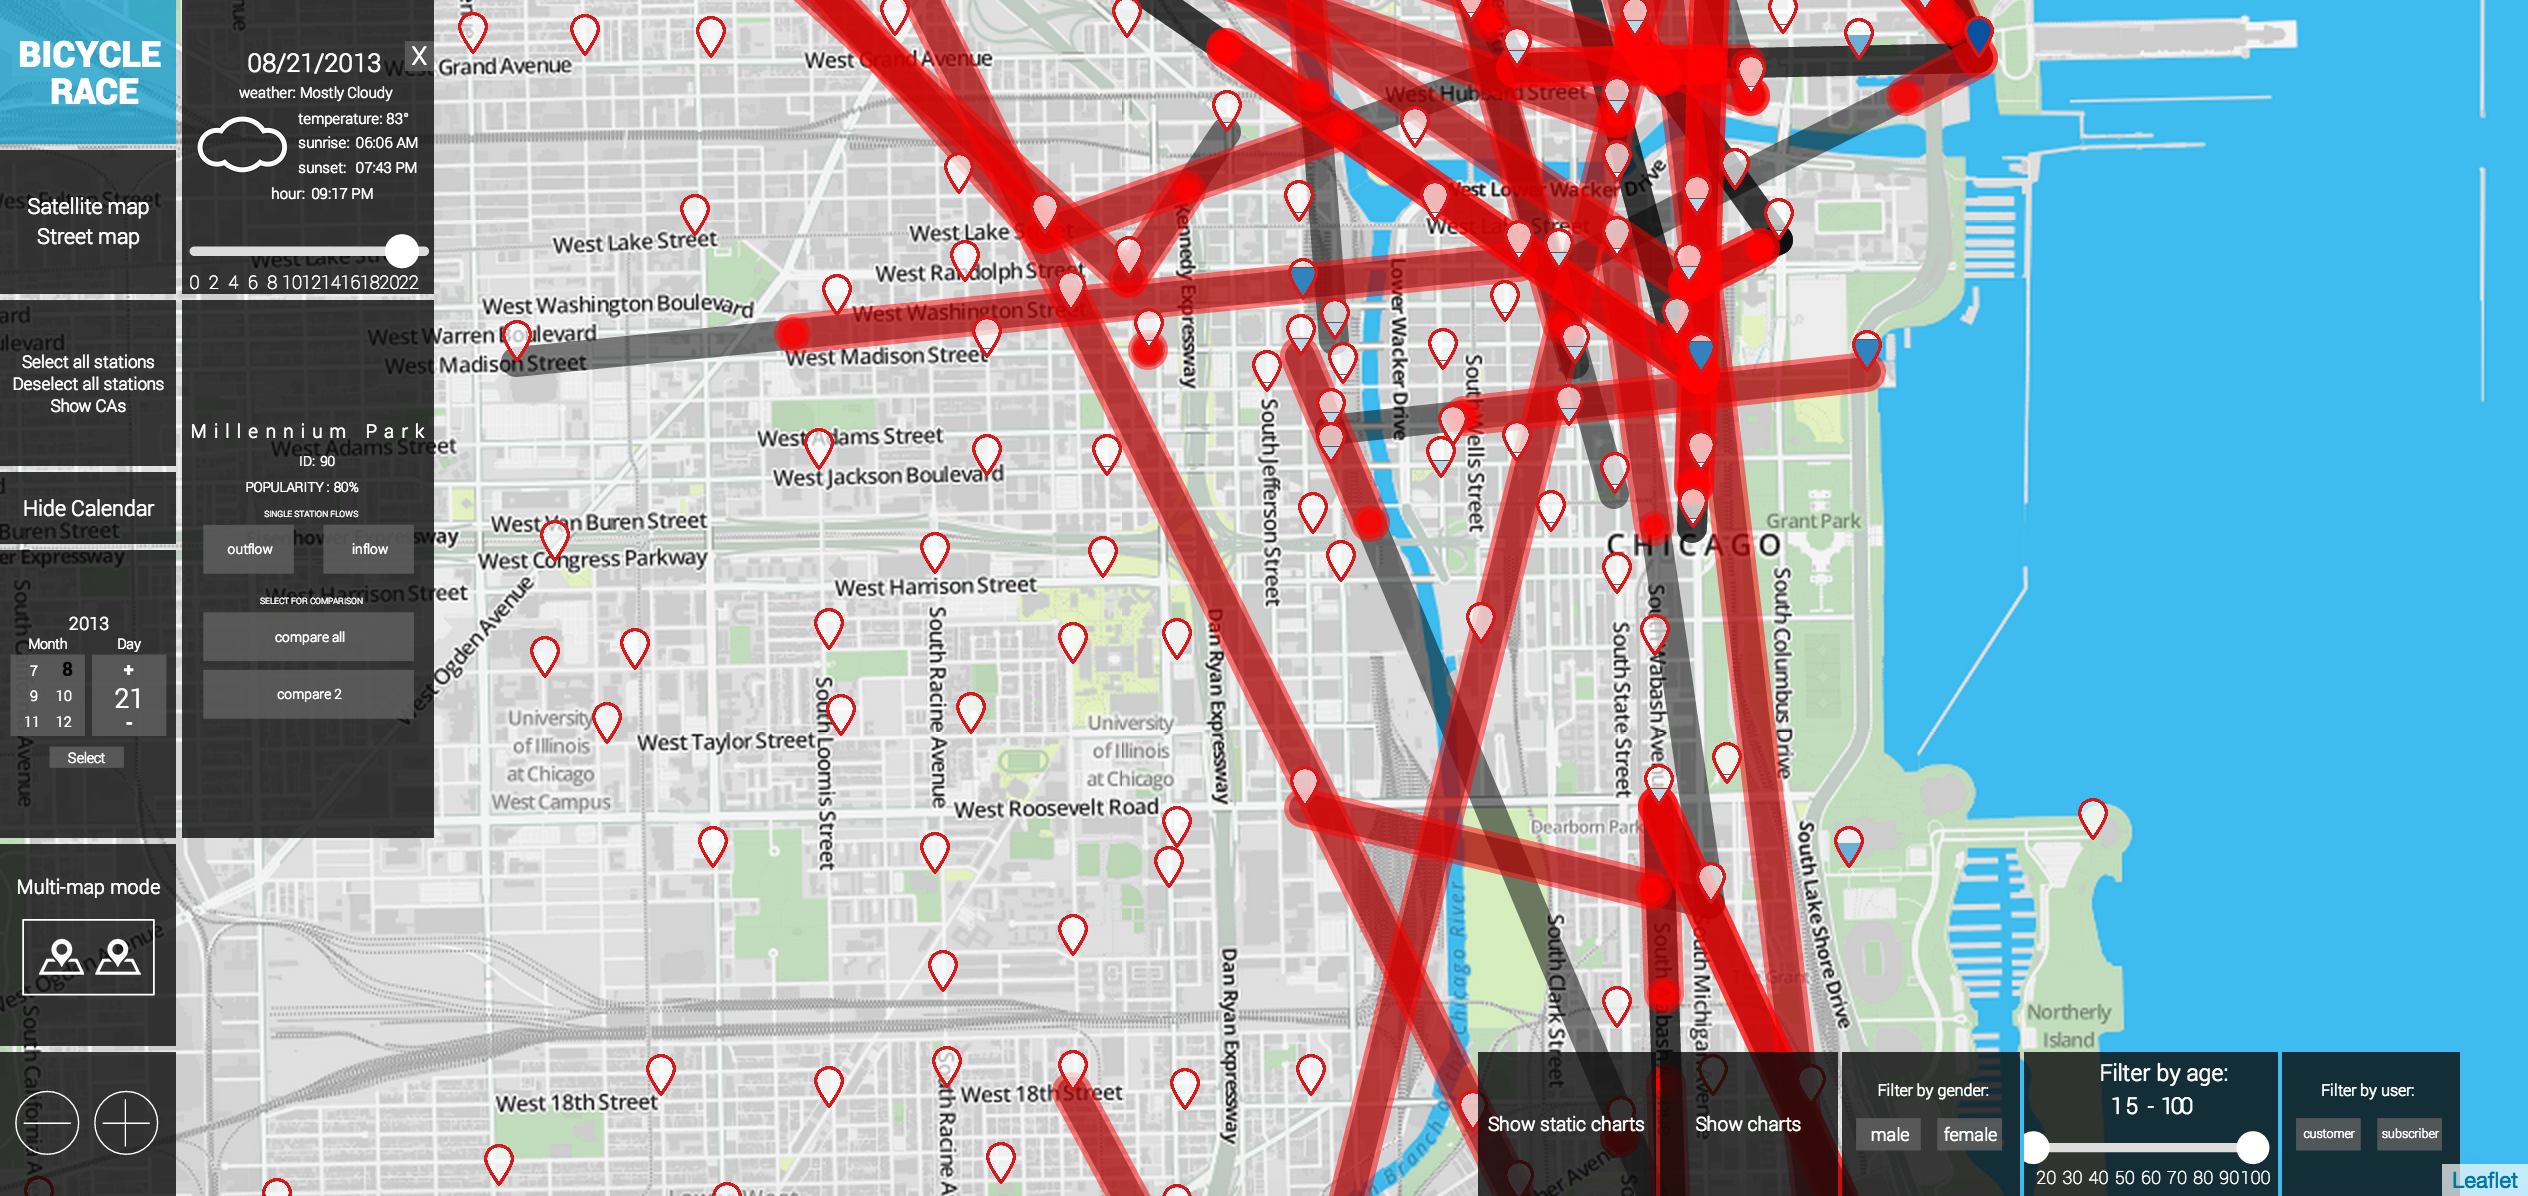 BICYCLE
RACE
Satellite map
Street map
Select all stations
Deselect all stations
Show CAs
Hide Calendar
2013
Month Day
7 8 +
9 10 21
11 12 -
Select
Multi-map mode
X
08/21/2013
weather: Mostly Cloudy
temperature: 83°
sunrise: 06:06 AM
sunset: 07:43 PM
hour: 09:17 PM
0 2 4 6 8 10 12 14 16 18 20 22
Millennium Park
ID: 90
POPULARITY : 80%
SINGLE STATION FLOWS
outflow inflow
SELECT FOR COMPARISON
compare all
compare 2
West Grand Avenue
West Grand Avenue
West Hubbard Street
West Lower Wacker Drive
West Lake Street
West Lake Street
West Lake Street
West Randolph Street
West Washington Boulevard
West Washington Street
West Warren Boulevard
West Madison Street
West Madison Street
Kennedy Expressway
Lower Wacker Drive
West Adams Street
West Adams Street
West Jackson Boulevard
South Jefferson Street
South Wells Street
West Van Buren Street
West Congress Parkway
West Harrison Street
West Harrison Street
Grant Park
CHICAGO
West Ogden Avenue
South Racine Avenue
South Loomis Street
Dan Ryan Expressway
South State Street
South Wabash Avenue
South Columbus Drive
University
of Illinois
at Chicago
West Campus
West Taylor Street
University
of Illinois
at Chicago
West Roosevelt Road
Dearborn Park
South Lake Shore Drive
Chicago River
South Clark Street
South Michigan Avenue
Dan Ryan Expressway
Northerly
Island
West 18th Street
West 18th Street
Show static charts
Show charts
Filter by gender:
male female
Filter by age:
15 - 100
20 30 40 50 60 70 80 90 100
Filter by user:
customer subscriber
Leaflet